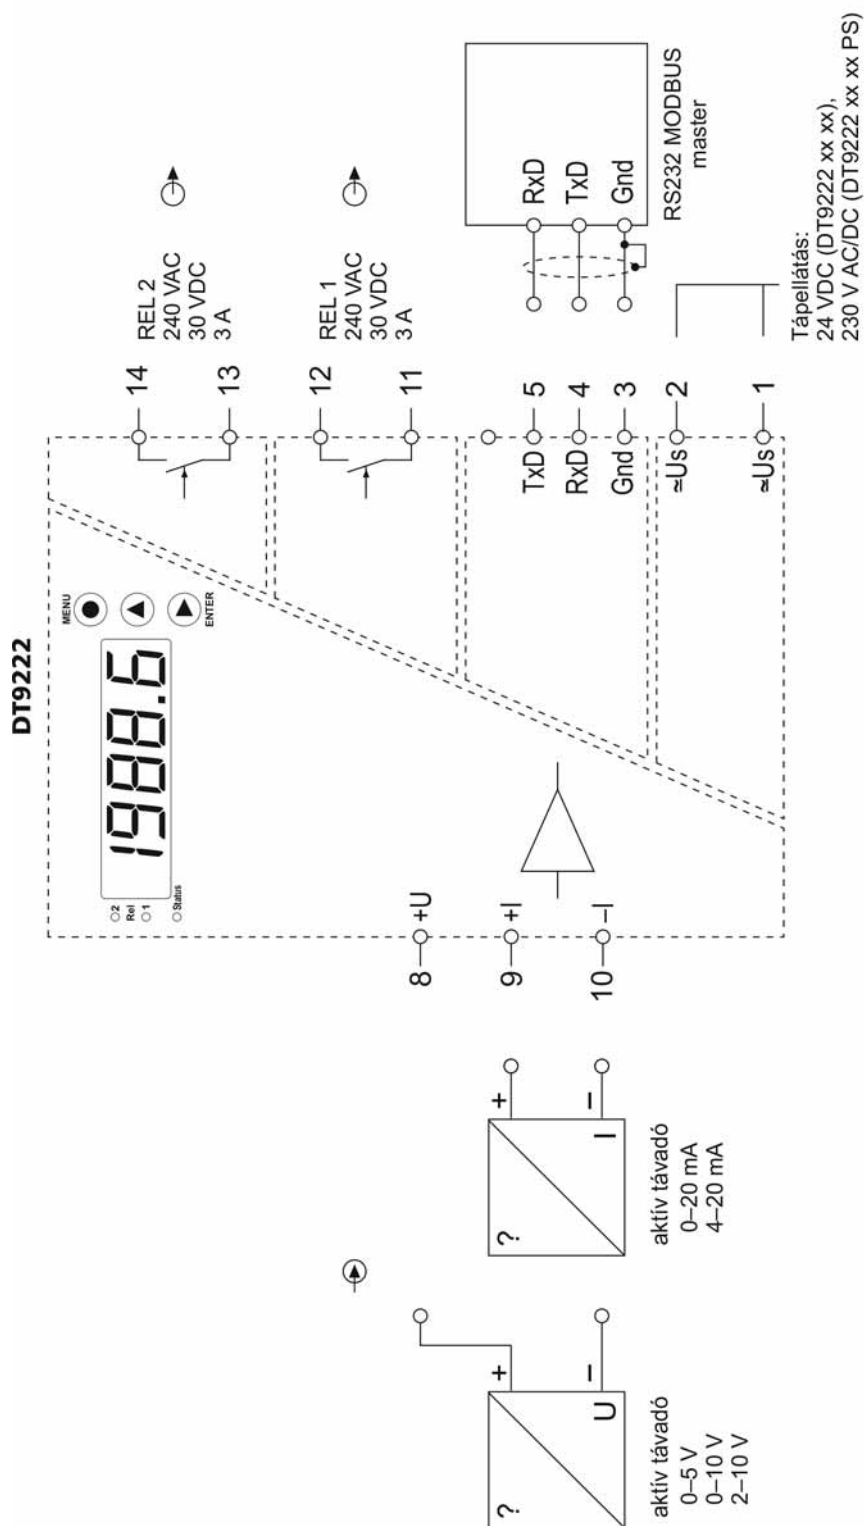 DT9222
2
Rel
1
Status
1988.6
MENU
ENTER
14
13
REL 2
240 VAC
30 VDC
3 A
12
11
REL 1
240 VAC
30 VDC
3 A
8
+U
9
+I
10
–I
TxD
5
RxD
4
Gnd
3
RxD
TxD
Gnd
RS232 MODBUS
master
≃Us
2
≃Us
1
Tápellátás:
24 VDC (DT9222 xx xx),
230 V AC/DC (DT9222 xx xx PS)
?
+
–
U
aktív távadó
0–5 V
0–10 V
2–10 V
?
+
–
I
aktív távadó
0–20 mA
4–20 mA